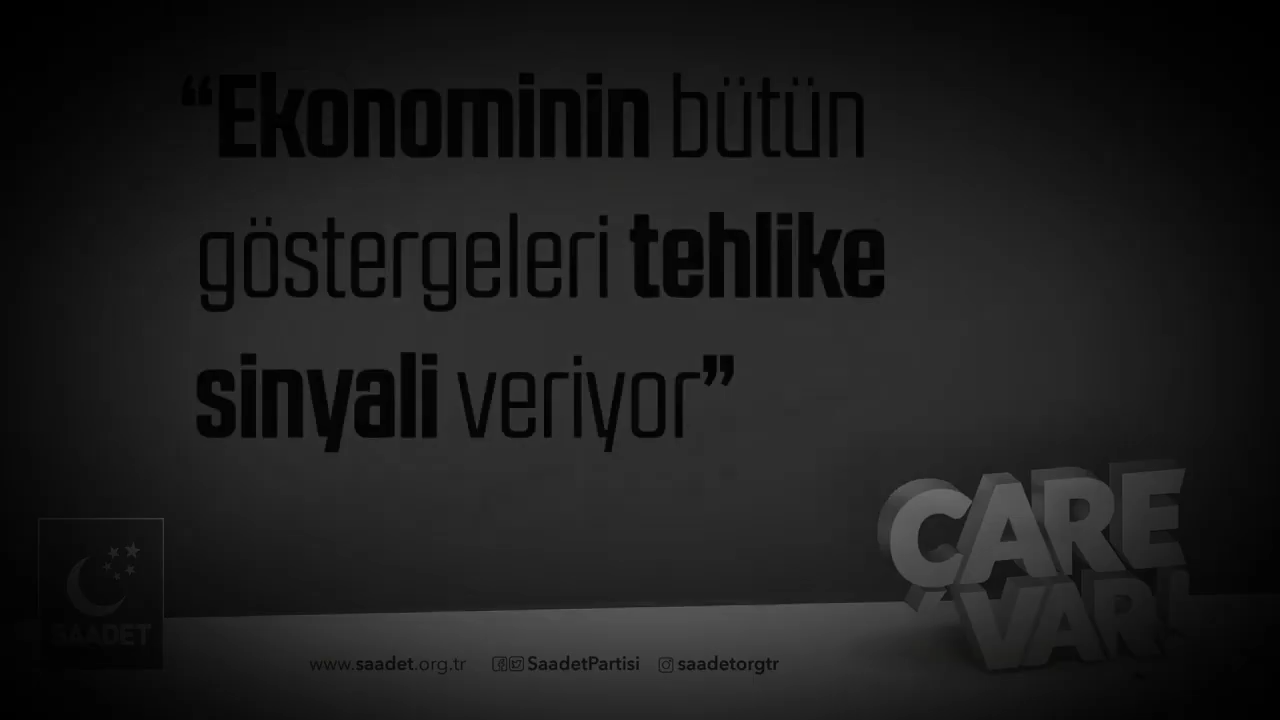 “Ekonominin bütün
göstergeleri tehlike
sinyali veriyor”
ÇARE
VAR!
SAADET
www.saadet.org.tr SaadetPartisi saadetorgtr